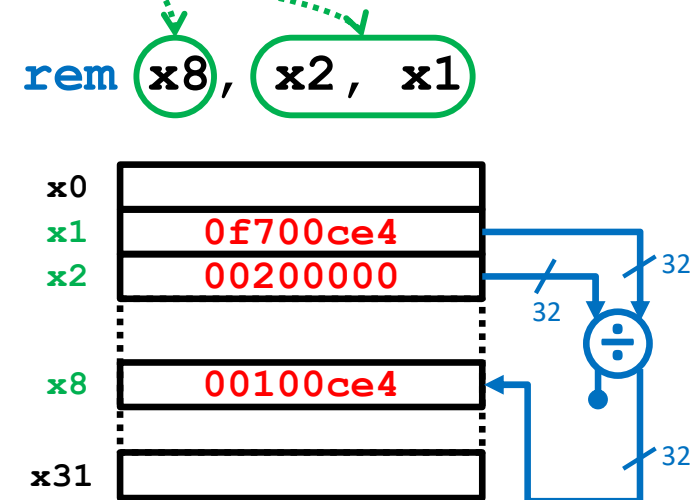 rem x8, x2, x1
x0
x1 0f700ce4 32
x2 00200000 32
÷
x8 00100ce4
x31 32